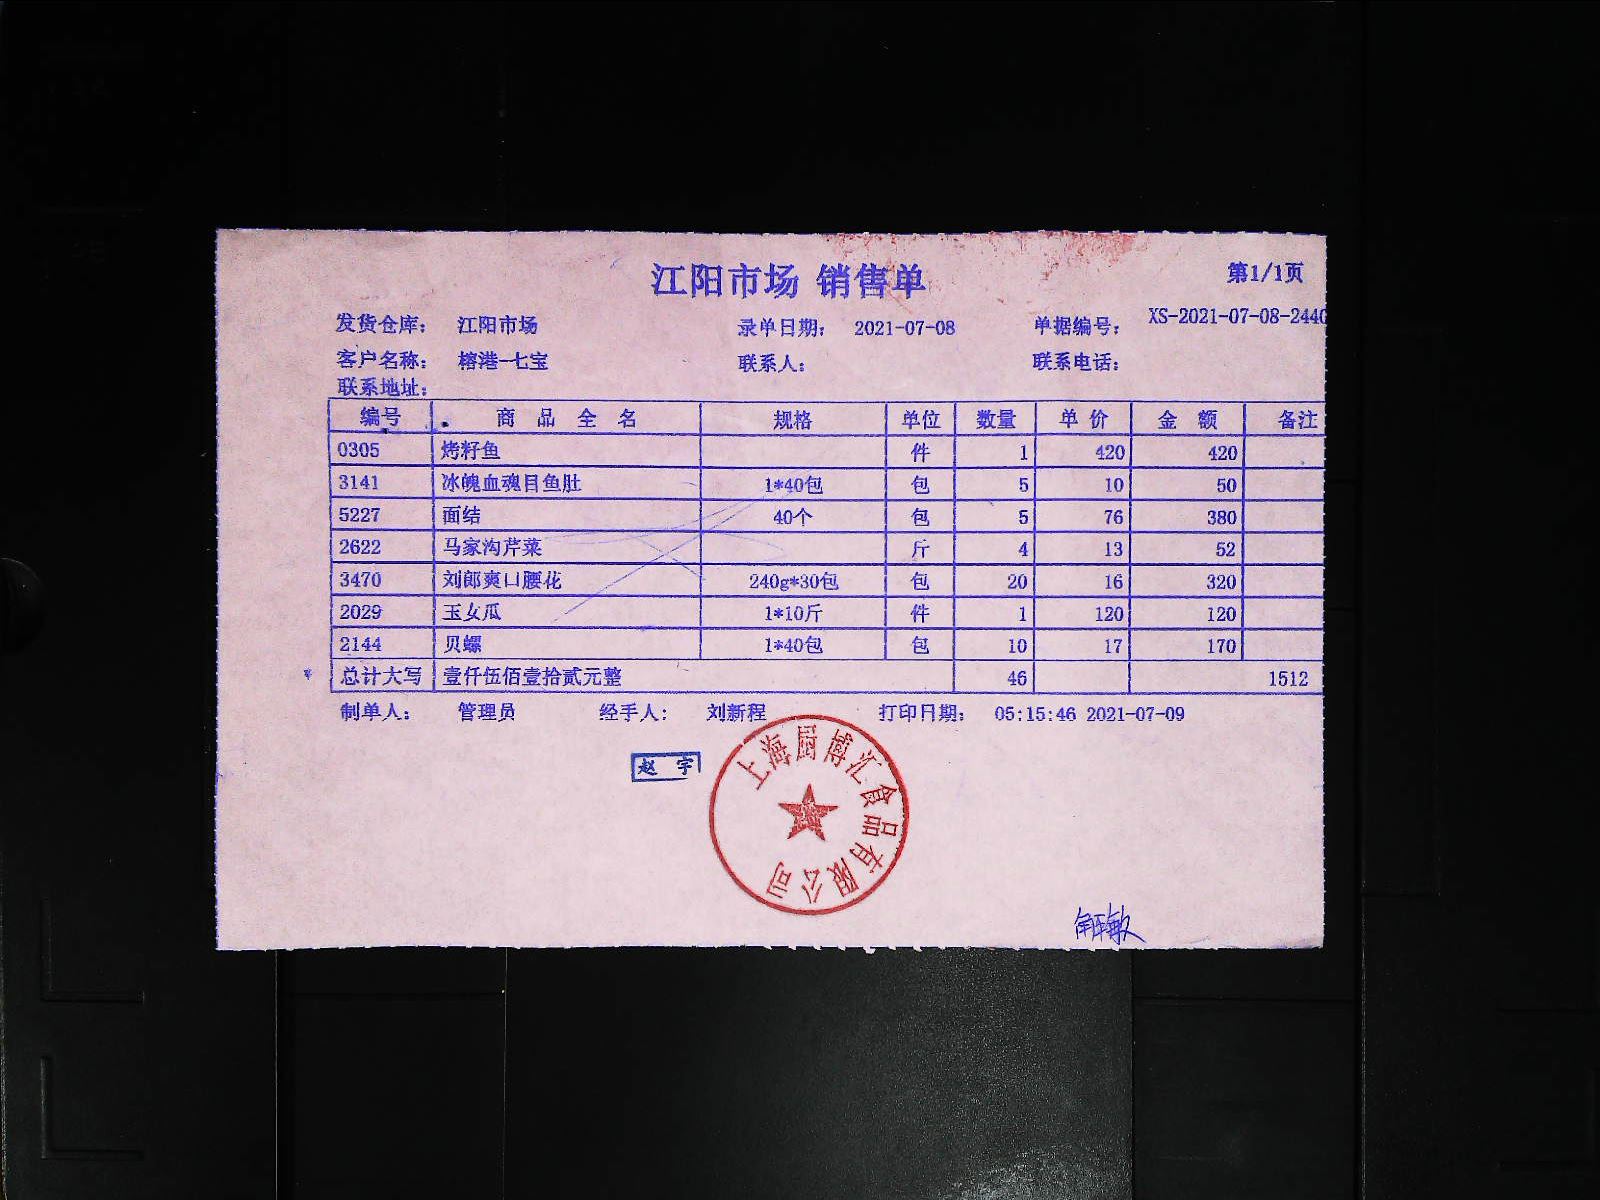 江阳市场 销售单
第1/1页
发货仓库： 江阳市场 录单日期： 2021-07-08 单据编号： XS-2021-07-08-2440
客户名称： 榕港-七宝 联系人： 联系电话：
联系地址：
编号 商品全名 规格 单位 数量 单价 金额 备注
0305 烤籽鱼 件 1 420 420
3141 冰魄血魂目鱼肚 1*40包 包 5 10 50
5227 面结 40个 包 5 76 380
2622 马家沟芹菜 斤 4 13 52
3470 刘郎爽口腰花 240g*30包 包 20 16 320
2029 玉女瓜 1*10斤 件 1 120 120
2144 贝螺 1*40包 包 10 17 170
总计大写 壹仟伍佰壹拾贰元整 46 1512
制单人： 管理员 经手人： 刘新程 打印日期： 05:15:46 2021-07-09
赵宇
上海厨博汇食品有限公司